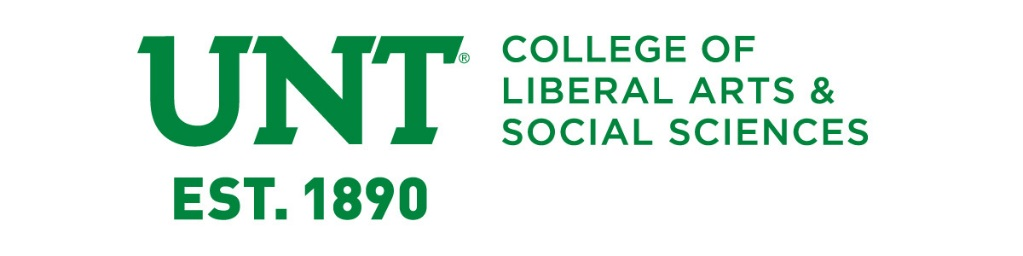 UNT®
EST. 1890
COLLEGE OF
LIBERAL ARTS &
SOCIAL SCIENCES